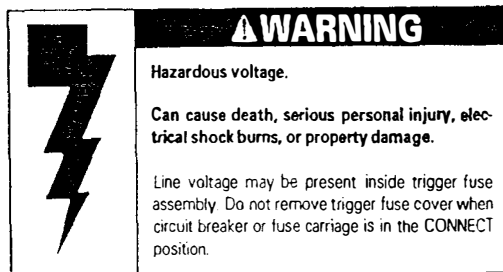 ⚠WARNING
Hazardous voltage.
Can cause death, serious personal injury, elec-
trical shock burns, or property damage.
Line voltage may be present inside trigger fuse
assembly. Do not remove trigger fuse cover when
circuit breaker or fuse carriage is in the CONNECT
position.